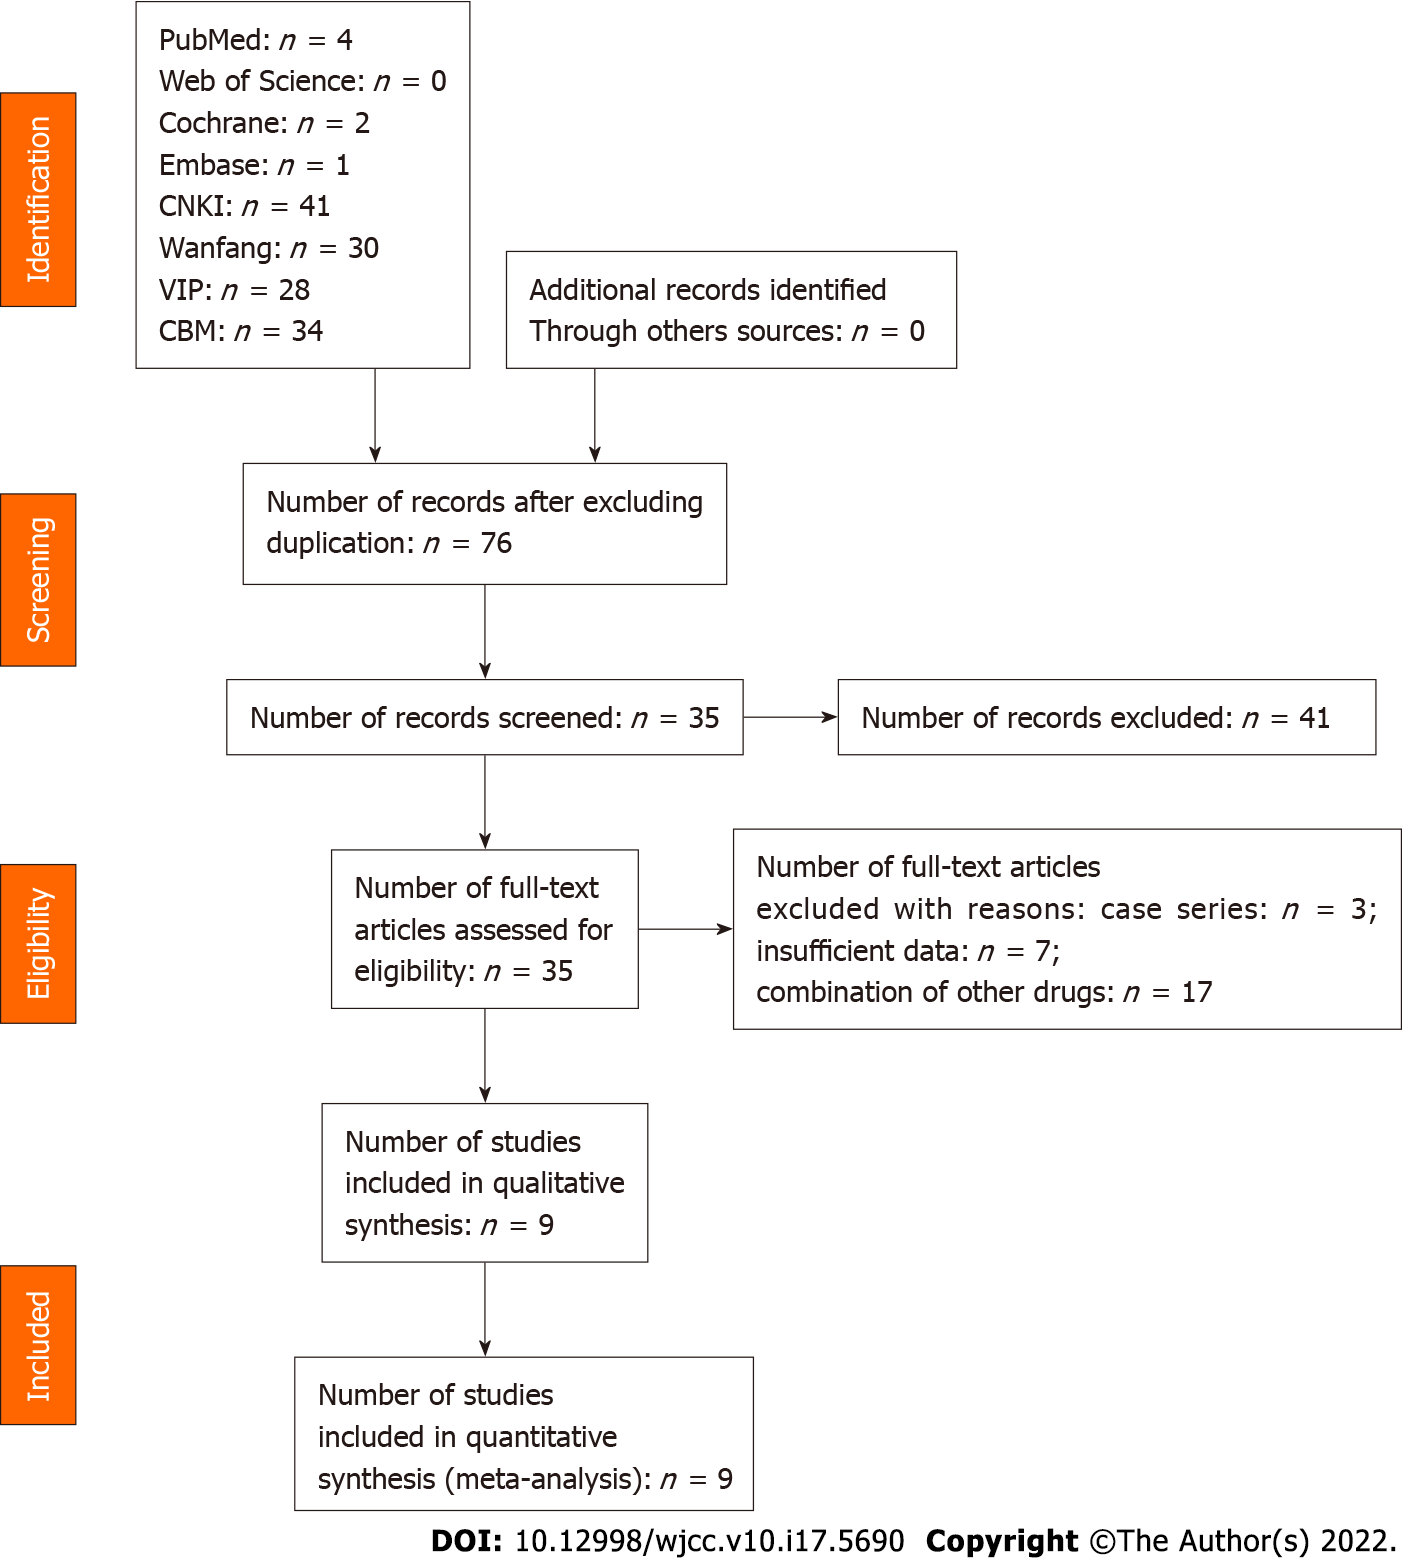 Identification
PubMed: n = 4
Web of Science: n = 0
Cochrane: n = 2
Embase: n = 1
CNKI: n = 41
Wanfang: n = 30
VIP: n = 28
CBM: n = 34
Additional records identified
Through others sources: n = 0
Screening
Number of records after excluding
duplication: n = 76
Number of records screened: n = 35
Number of records excluded: n = 41
Eligibility
Number of full-text
articles assessed for
eligibility: n = 35
Number of full-text articles
excluded with reasons: case series: n = 3;
insufficient data: n = 7;
combination of other drugs: n = 17
Number of studies
included in qualitative
synthesis: n = 9
Included
Number of studies
included in quantitative
synthesis (meta-analysis): n = 9
DOI: 10.12998/wjcc.v10.i17.5690 Copyright ©The Author(s) 2022.